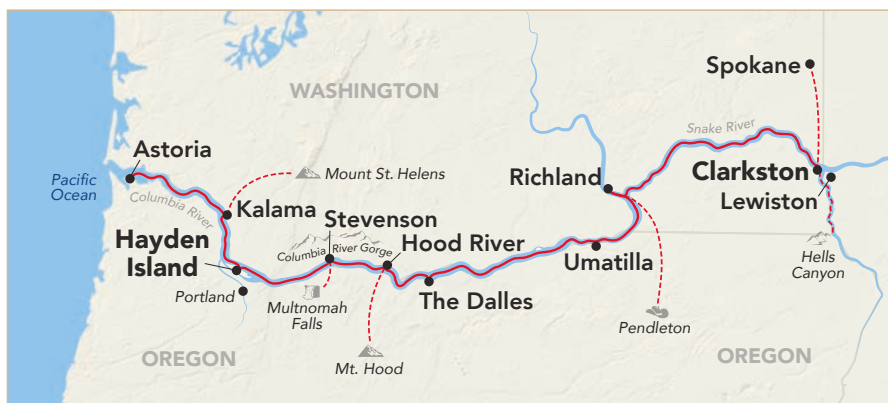 Spokane
WASHINGTON
Snake River
Astoria
Mount St. Helens
Richland
Clarkston
Lewiston
Pacific
Ocean
Columbia River
Kalama
Stevenson
Hayden
Island
Columbia River Gorge
Hood River
Umatilla
Hells
Canyon
Portland
Multnomah
Falls
The Dalles
Pendleton
OREGON
Mt. Hood
OREGON